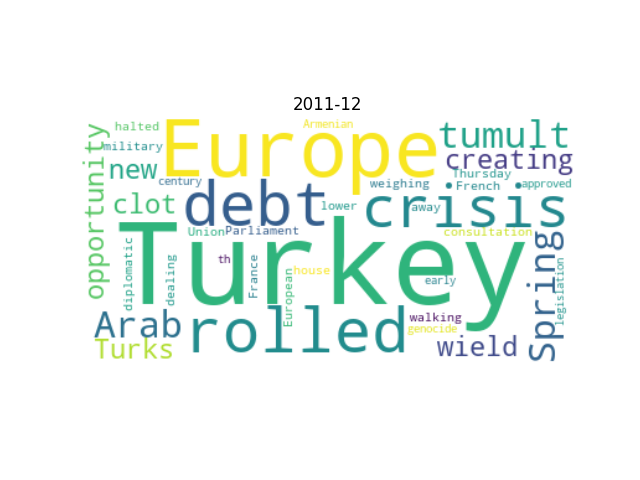 2011-12
halted
Armenian
Europe
tumult
military
opportunity
new
creating
century
Thursday
weighing
• French
• approved
debt
clot
lower
away
crisis
Union
Parliament
consultation
Turkey
th
diplomatic
dealing
France
European
house
early
Spring
legislation
Arab
rolled
walking
genocide
Turks
wield